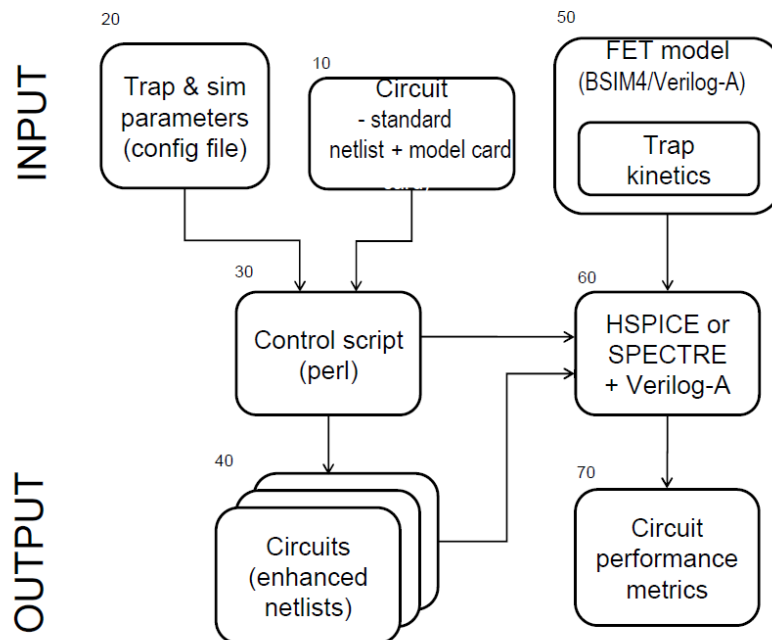 INPUT
20
Trap & sim
parameters
(config file)
10
Circuit
- standard
netlist + model card
50
FET model
(BSIM4/Verilog-A)
Trap
kinetics
30
Control script
(perl)
60
HSPICE or
SPECTRE
+ Verilog-A
OUTPUT
40
Circuits
(enhanced
netlists)
70
Circuit
performance
metrics